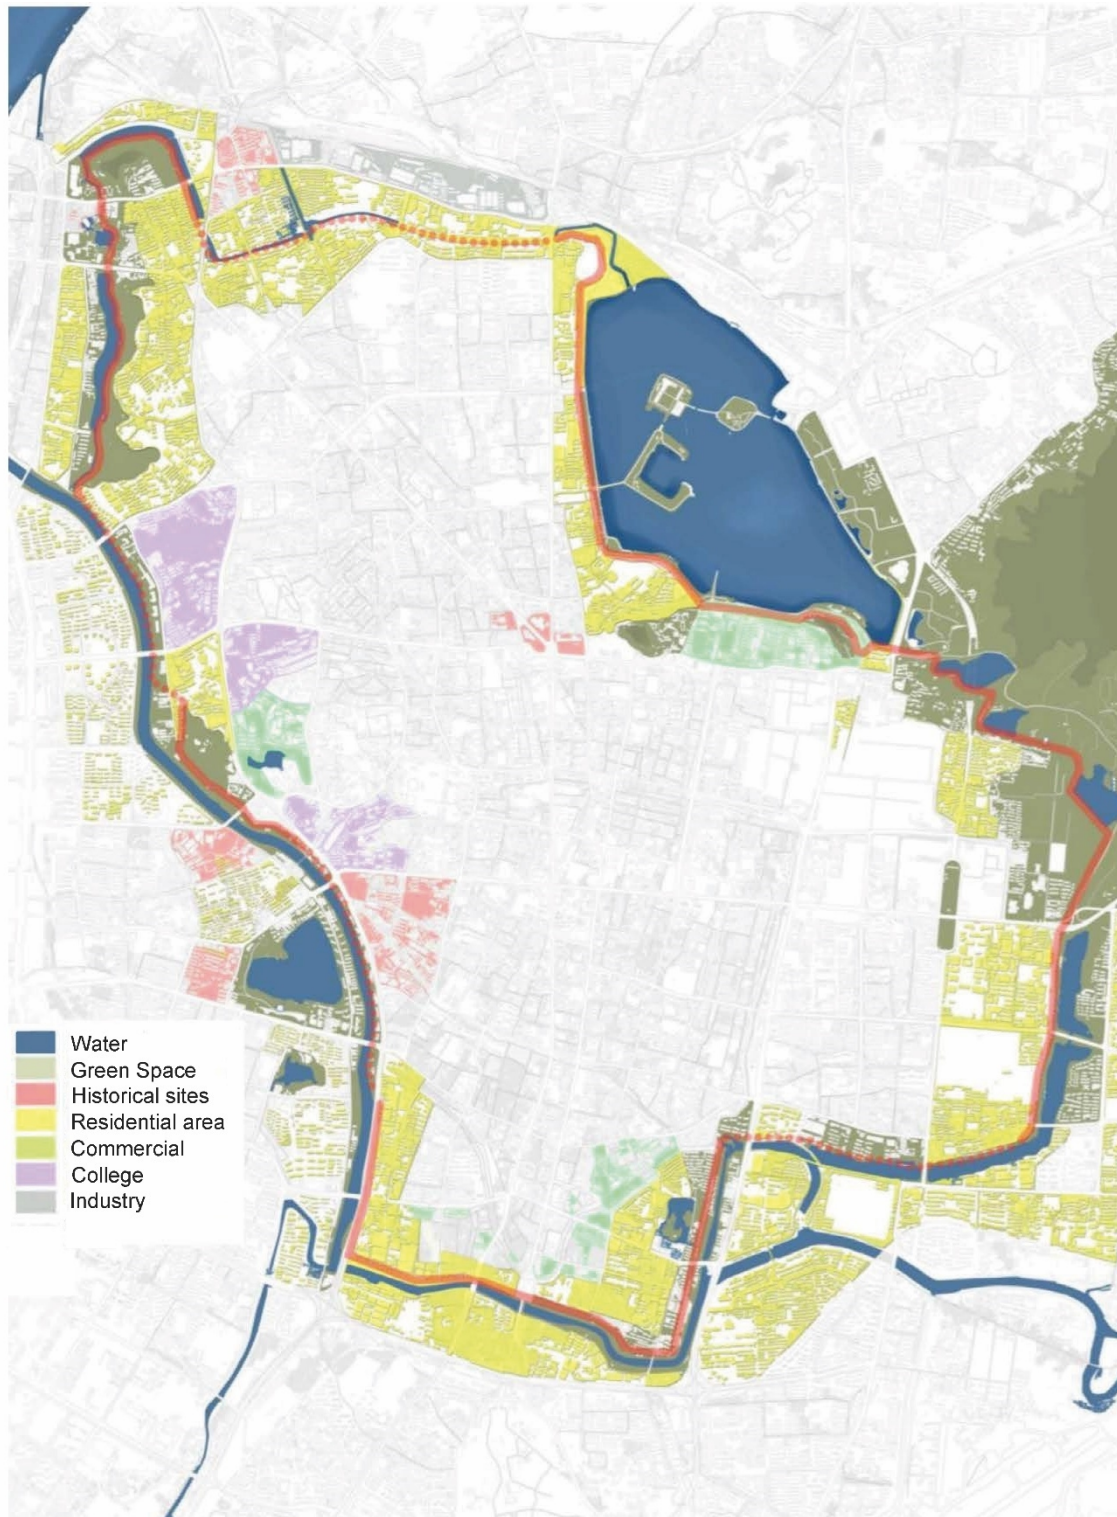 Water
Green Space
Historical sites
Residential area
Commercial
College
Industry